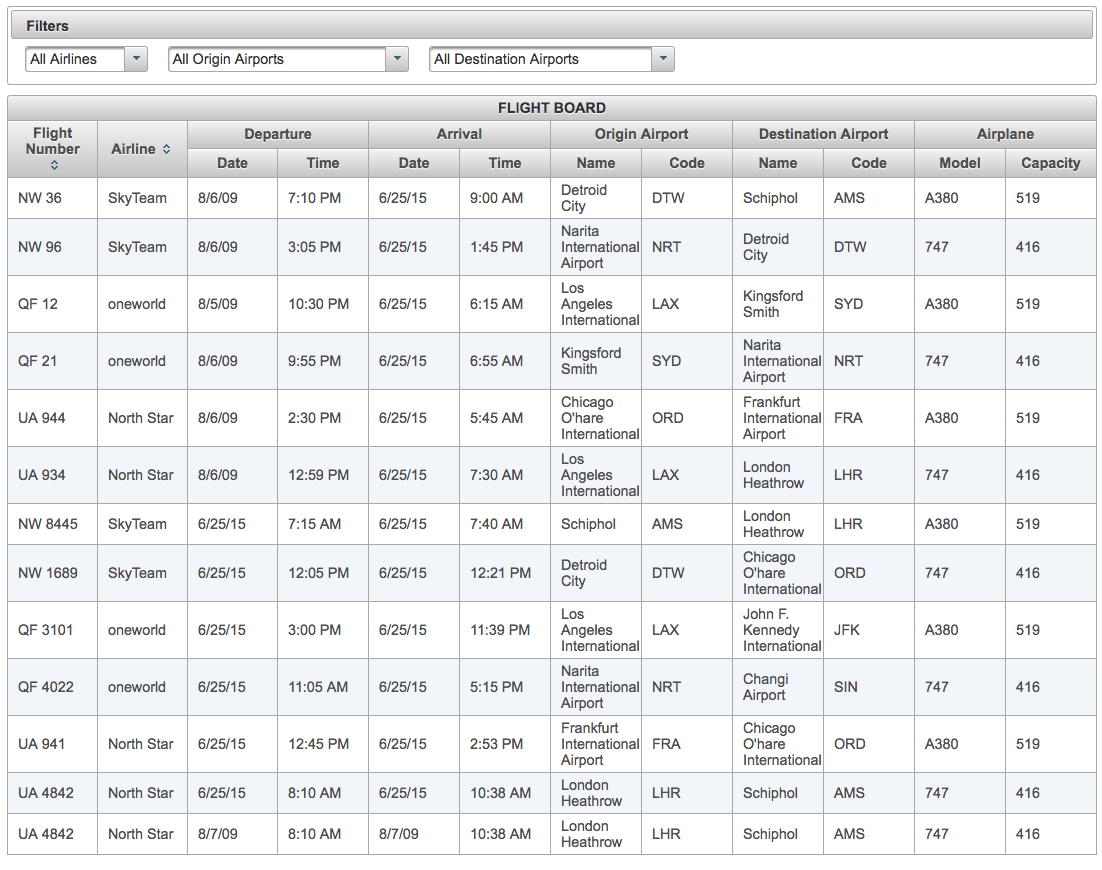 Filters
All Airlines All Origin Airports All Destination Airports
FLIGHT BOARD
Flight Number Airline Departure Arrival Origin Airport Destination Airport Airplane
Date Time Date Time Name Code Name Code Model Capacity
NW 36 SkyTeam 8/6/09 7:10 PM 6/25/15 9:00 AM Detroid City DTW Schiphol AMS A380 519
NW 96 SkyTeam 8/6/09 3:05 PM 6/25/15 1:45 PM Narita International Airport NRT Detroid City DTW 747 416
QF 12 oneworld 8/5/09 10:30 PM 6/25/15 6:15 AM Los Angeles International LAX Kingsford Smith SYD A380 519
QF 21 oneworld 8/6/09 9:55 PM 6/25/15 6:55 AM Kingsford Smith SYD Narita International Airport NRT 747 416
UA 944 North Star 8/6/09 2:30 PM 6/25/15 5:45 AM Chicago O'hare International ORD Frankfurt International Airport FRA A380 519
UA 934 North Star 8/6/09 12:59 PM 6/25/15 7:30 AM Los Angeles International LAX London Heathrow LHR 747 416
NW 8445 SkyTeam 6/25/15 7:15 AM 6/25/15 7:40 AM Schiphol AMS London Heathrow LHR A380 519
NW 1689 SkyTeam 6/25/15 12:05 PM 6/25/15 12:21 PM Detroid City DTW Chicago O'hare International ORD 747 416
QF 3101 oneworld 6/25/15 3:00 PM 6/25/15 11:39 PM Los Angeles International LAX John F. Kennedy International JFK A380 519
QF 4022 oneworld 6/25/15 11:05 AM 6/25/15 5:15 PM Narita International Airport NRT Changi Airport SIN 747 416
UA 941 North Star 6/25/15 12:45 PM 6/25/15 2:53 PM Frankfurt International Airport FRA Chicago O'hare International ORD A380 519
UA 4842 North Star 6/25/15 8:10 AM 6/25/15 10:38 AM London Heathrow LHR Schiphol AMS 747 416
UA 4842 North Star 8/7/09 8:10 AM 8/7/09 10:38 AM London Heathrow LHR Schiphol AMS 747 416